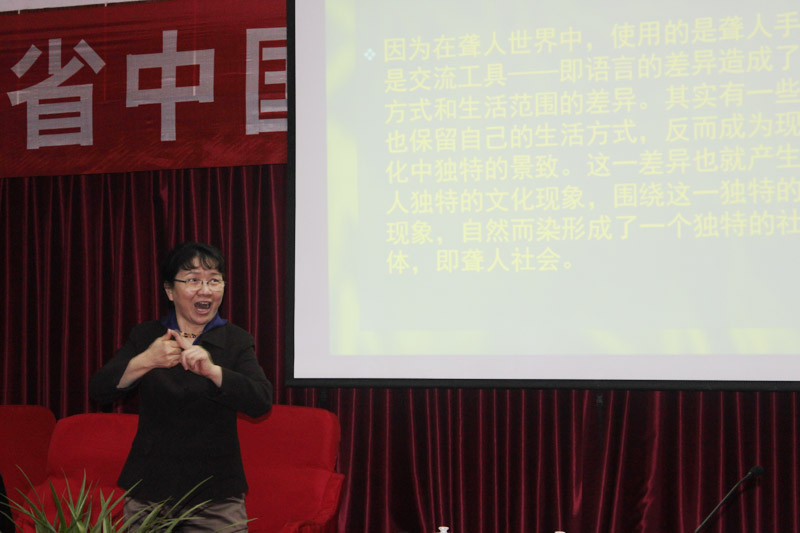 省中国
因为在聋人世界中，使用的是聋人手
是交流工具——即语言的差异造成了
方式和生活范围的差异。其实有一些
也保留自己的生活方式，反而成为现
化中独特的景致。这一差异也就产生
人独特的文化现象，围绕这一独特的
现象，自然而染形成了一个独特的社
体，即聋人社会。